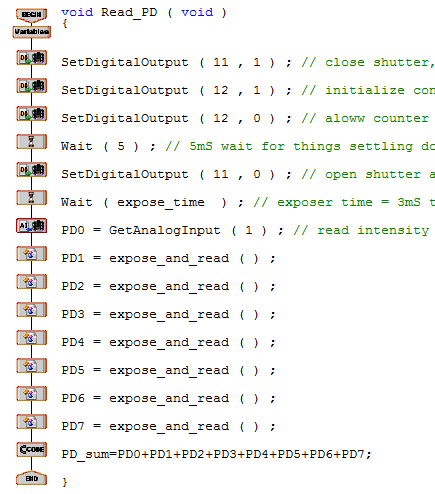 BEGIN void Read_PD ( void )
Variables {
SetDigitalOutput ( 11 , 1 ) ; // close shutter,
SetDigitalOutput ( 12 , 1 ) ; // initialize con
SetDigitalOutput ( 12 , 0 ) ; // aloww counter
Wait ( 5 ) ; // 5mS wait for things settling do
SetDigitalOutput ( 11 , 0 ) ; // open shutter a
Wait ( expose_time ) ; // exposer time = 3mS t
AI PD0 = GetAnalogInput ( 1 ) ; // read intensity
PD1 = expose_and_read ( ) ;
PD2 = expose_and_read ( ) ;
PD3 = expose_and_read ( ) ;
PD4 = expose_and_read ( ) ;
PD5 = expose_and_read ( ) ;
PD6 = expose_and_read ( ) ;
PD7 = expose_and_read ( ) ;
CODE PD_sum=PD0+PD1+PD2+PD3+PD4+PD5+PD6+PD7;
END }